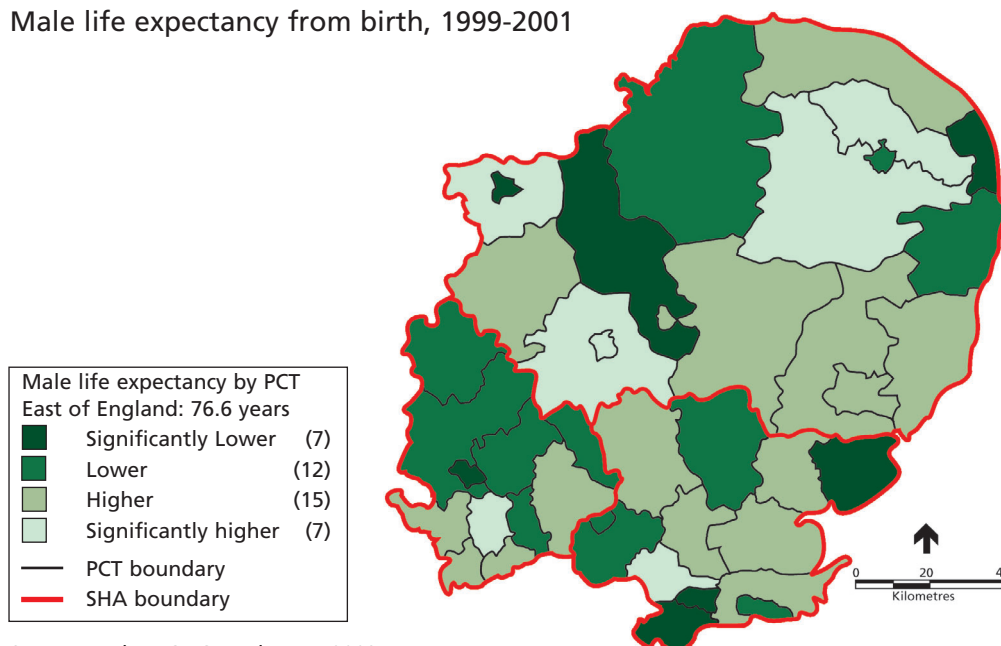 Male life expectancy from birth, 1999-2001
Male life expectancy by PCT
East of England: 76.6 years
Significantly Lower (7)
Lower (12)
Higher (15)
Significantly higher (7)
PCT boundary
SHA boundary
0 20 4
Kilometres